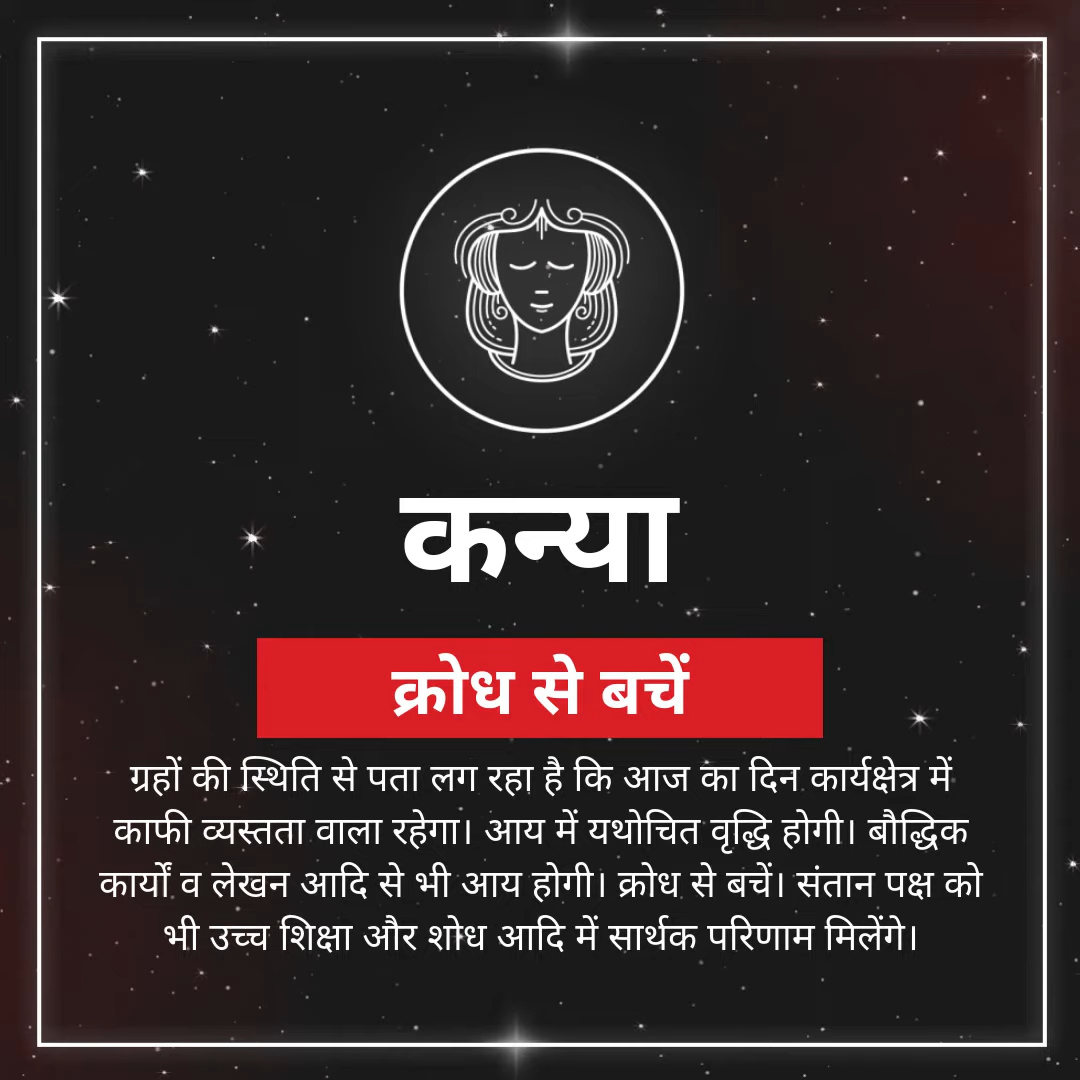 कन्या
क्रोध से बचें
ग्रहों की स्थिति से पता लग रहा है कि आज का दिन कार्यक्षेत्र में
काफी व्यस्तता वाला रहेगा। आय में यथोचित वृद्धि होगी। बौद्धिक
कार्यों व लेखन आदि से भी आय होगी। क्रोध से बचें। संतान पक्ष को
भी उच्च शिक्षा और शोध आदि में सार्थक परिणाम मिलेंगे।